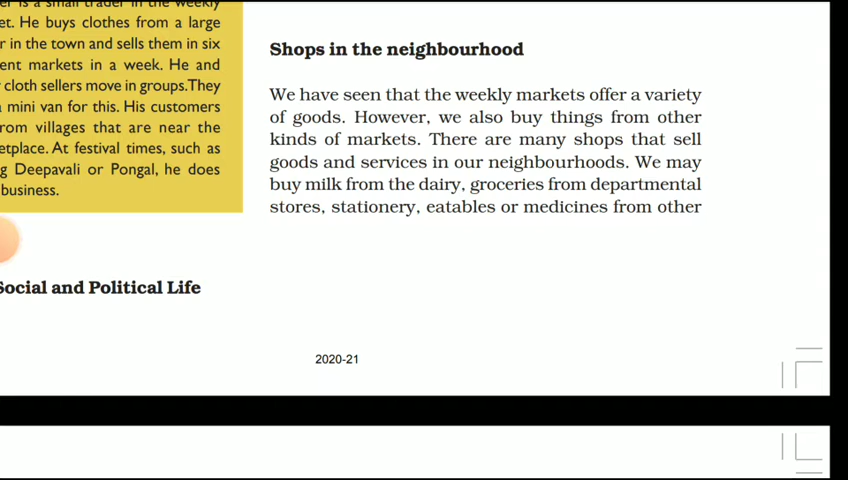 er is a small trader in the weekly
et. He buys clothes from a large
r in the town and sells them in six
ent markets in a week. He and
cloth sellers move in groups.They
a mini van for this. His customers
rom villages that are near the
etplace. At festival times, such as
g Deepavali or Pongal, he does
business.
Shops in the neighbourhood
We have seen that the weekly markets offer a variety
of goods. However, we also buy things from other
kinds of markets. There are many shops that sell
goods and services in our neighbourhoods. We may
buy milk from the dairy, groceries from departmental
stores, stationery, eatables or medicines from other
Social and Political Life
2020-21